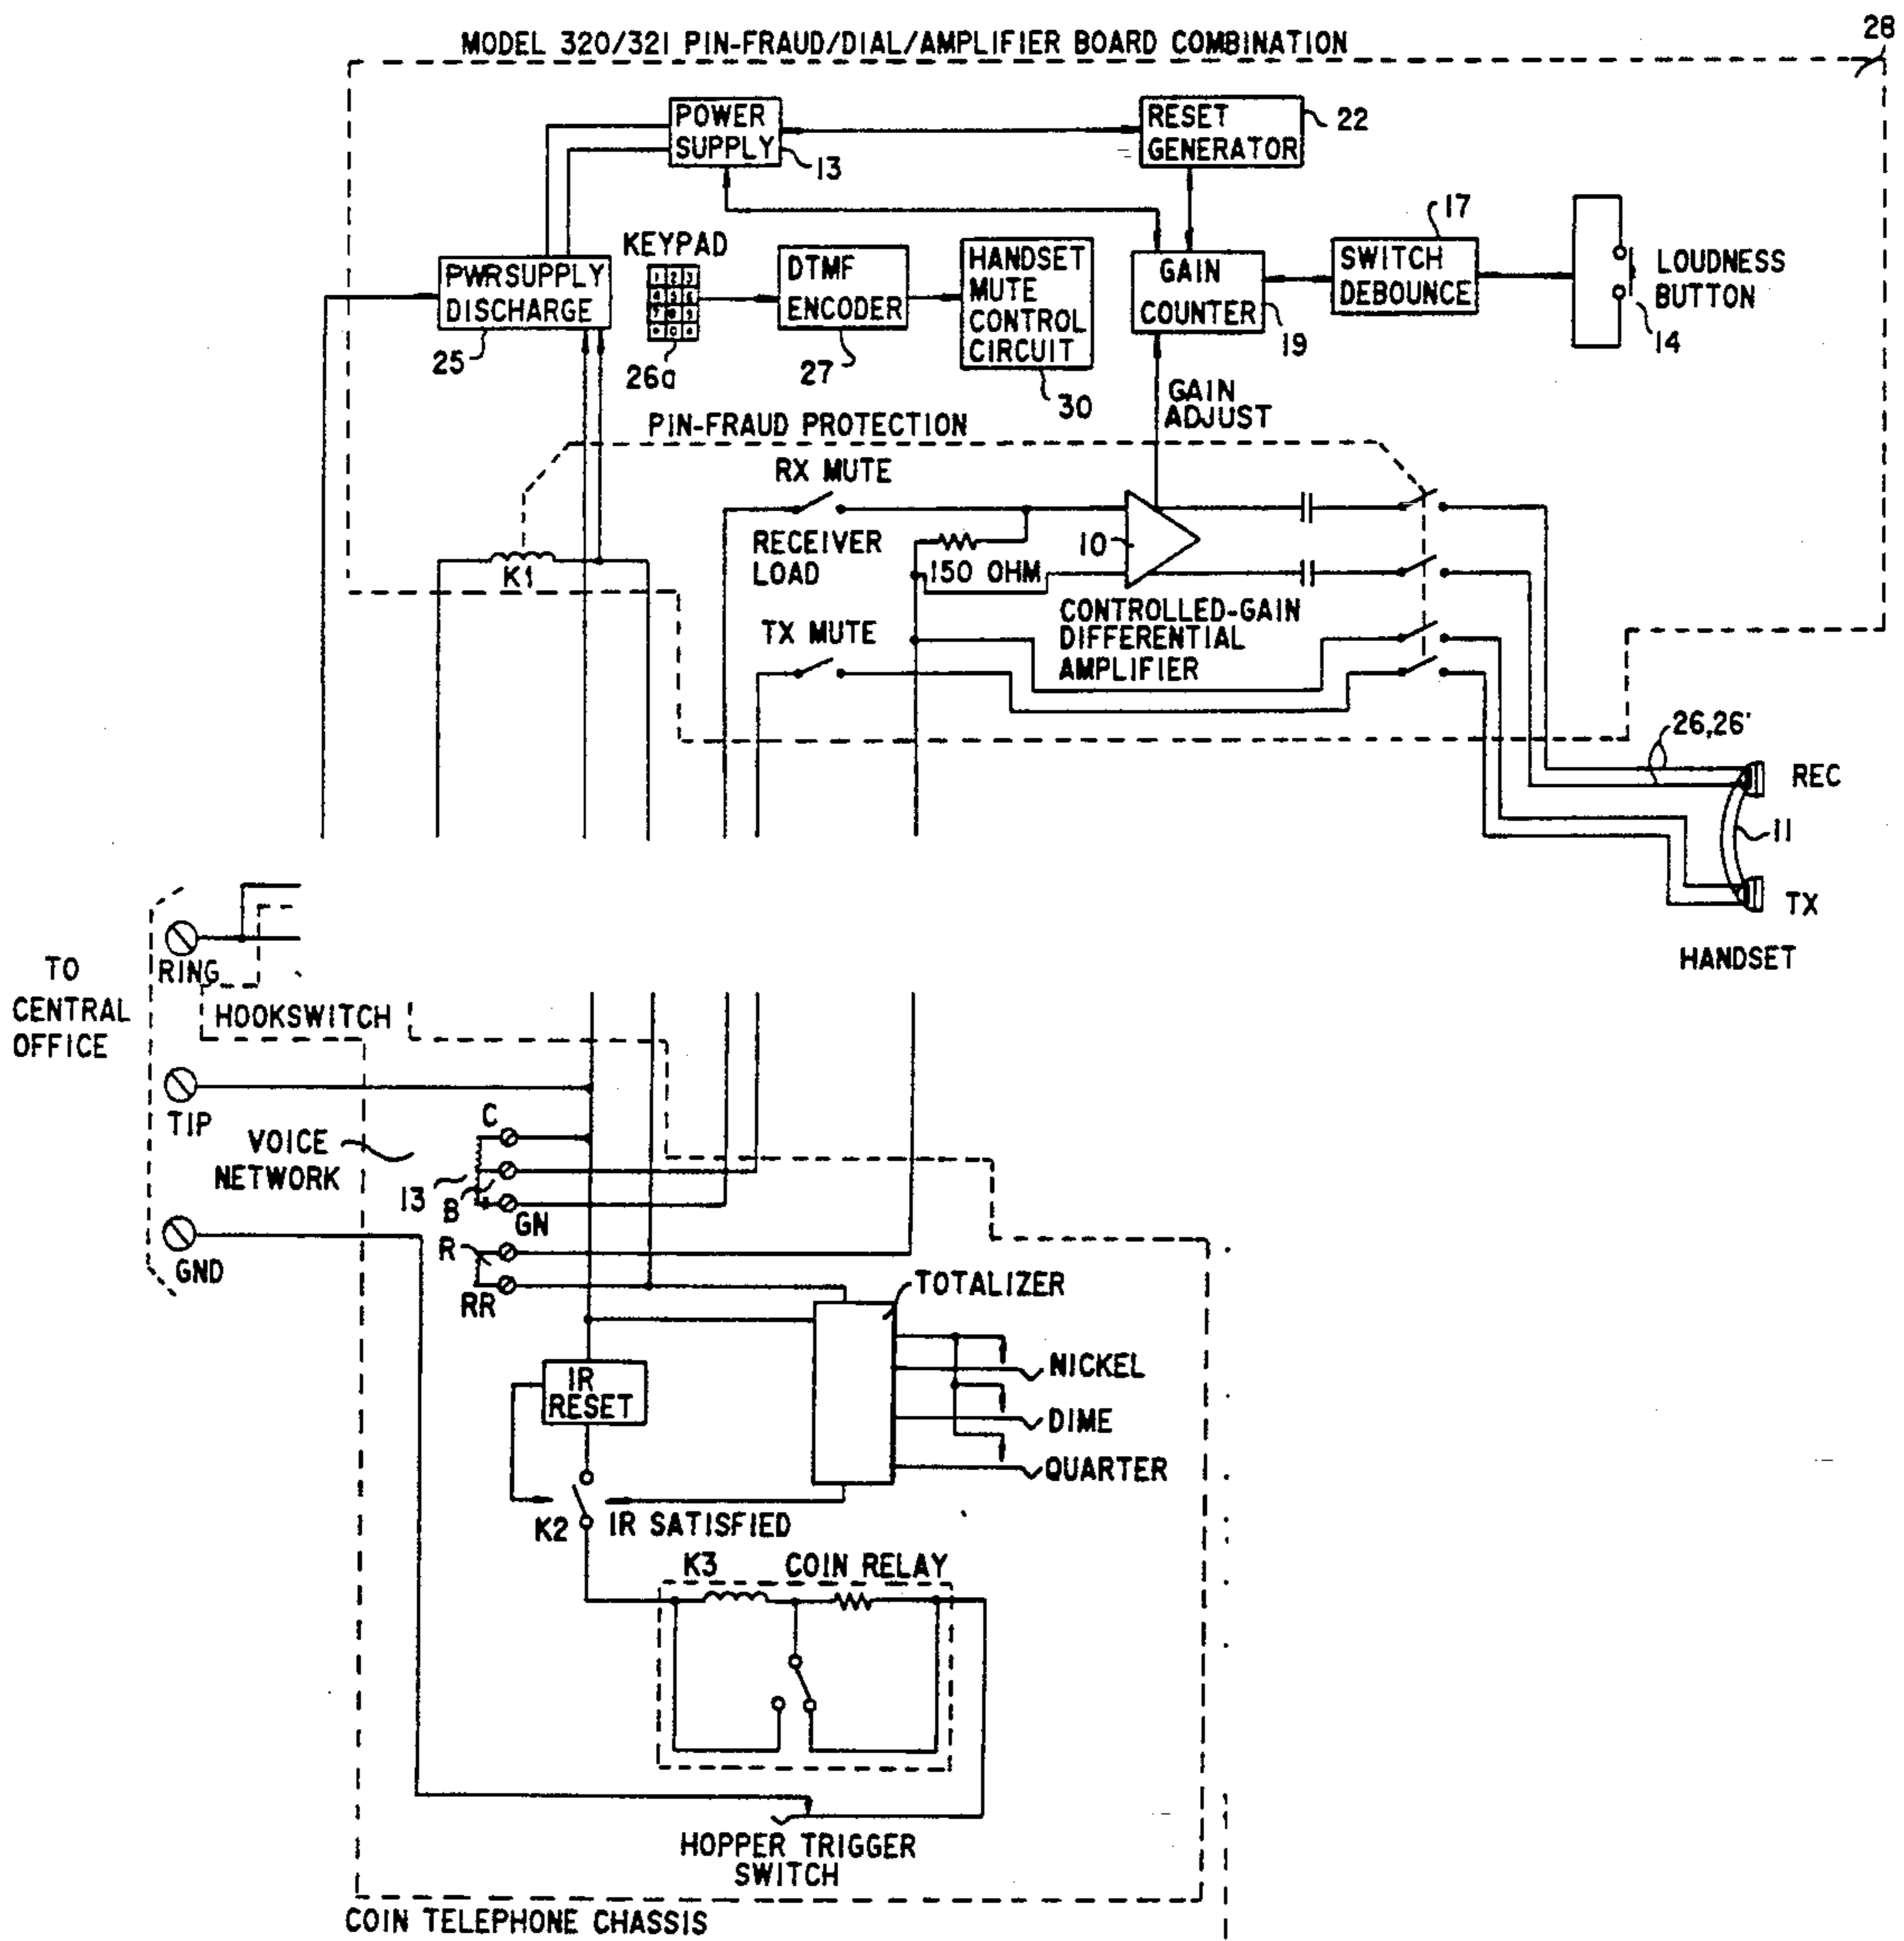 28
MODEL 320/321 PIN-FRAUD/DIAL/AMPLIFIER BOARD COMBINATION
POWER
SUPPLY
13
RESET
GENERATOR
22
17
KEYPAD
PWR SUPPLY
DISCHARGE
25
26a
DTMF
ENCODER
27
HANDSET
MUTE
CONTROL
CIRCUIT
30
GAIN
COUNTER
19
SWITCH
DEBOUNCE
LOUDNESS
BUTTON
14
GAIN
ADJUST
PIN-FRAUD PROTECTION
RX MUTE
RECEIVER
LOAD
150 OHM
10
K1
CONTROLLED-GAIN
DIFFERENTIAL
AMPLIFIER
TX MUTE
26,26'
REC
11
TX
HANDSET
TO
CENTRAL
OFFICE
RING
HOOKSWITCH
TIP
VOICE
NETWORK
C
13
B
GN
R
RR
GND
TOTALIZER
NICKEL
DIME
QUARTER
IR
RESET
K2
IR SATISFIED
K3
COIN RELAY
HOPPER TRIGGER
SWITCH
COIN TELEPHONE CHASSIS